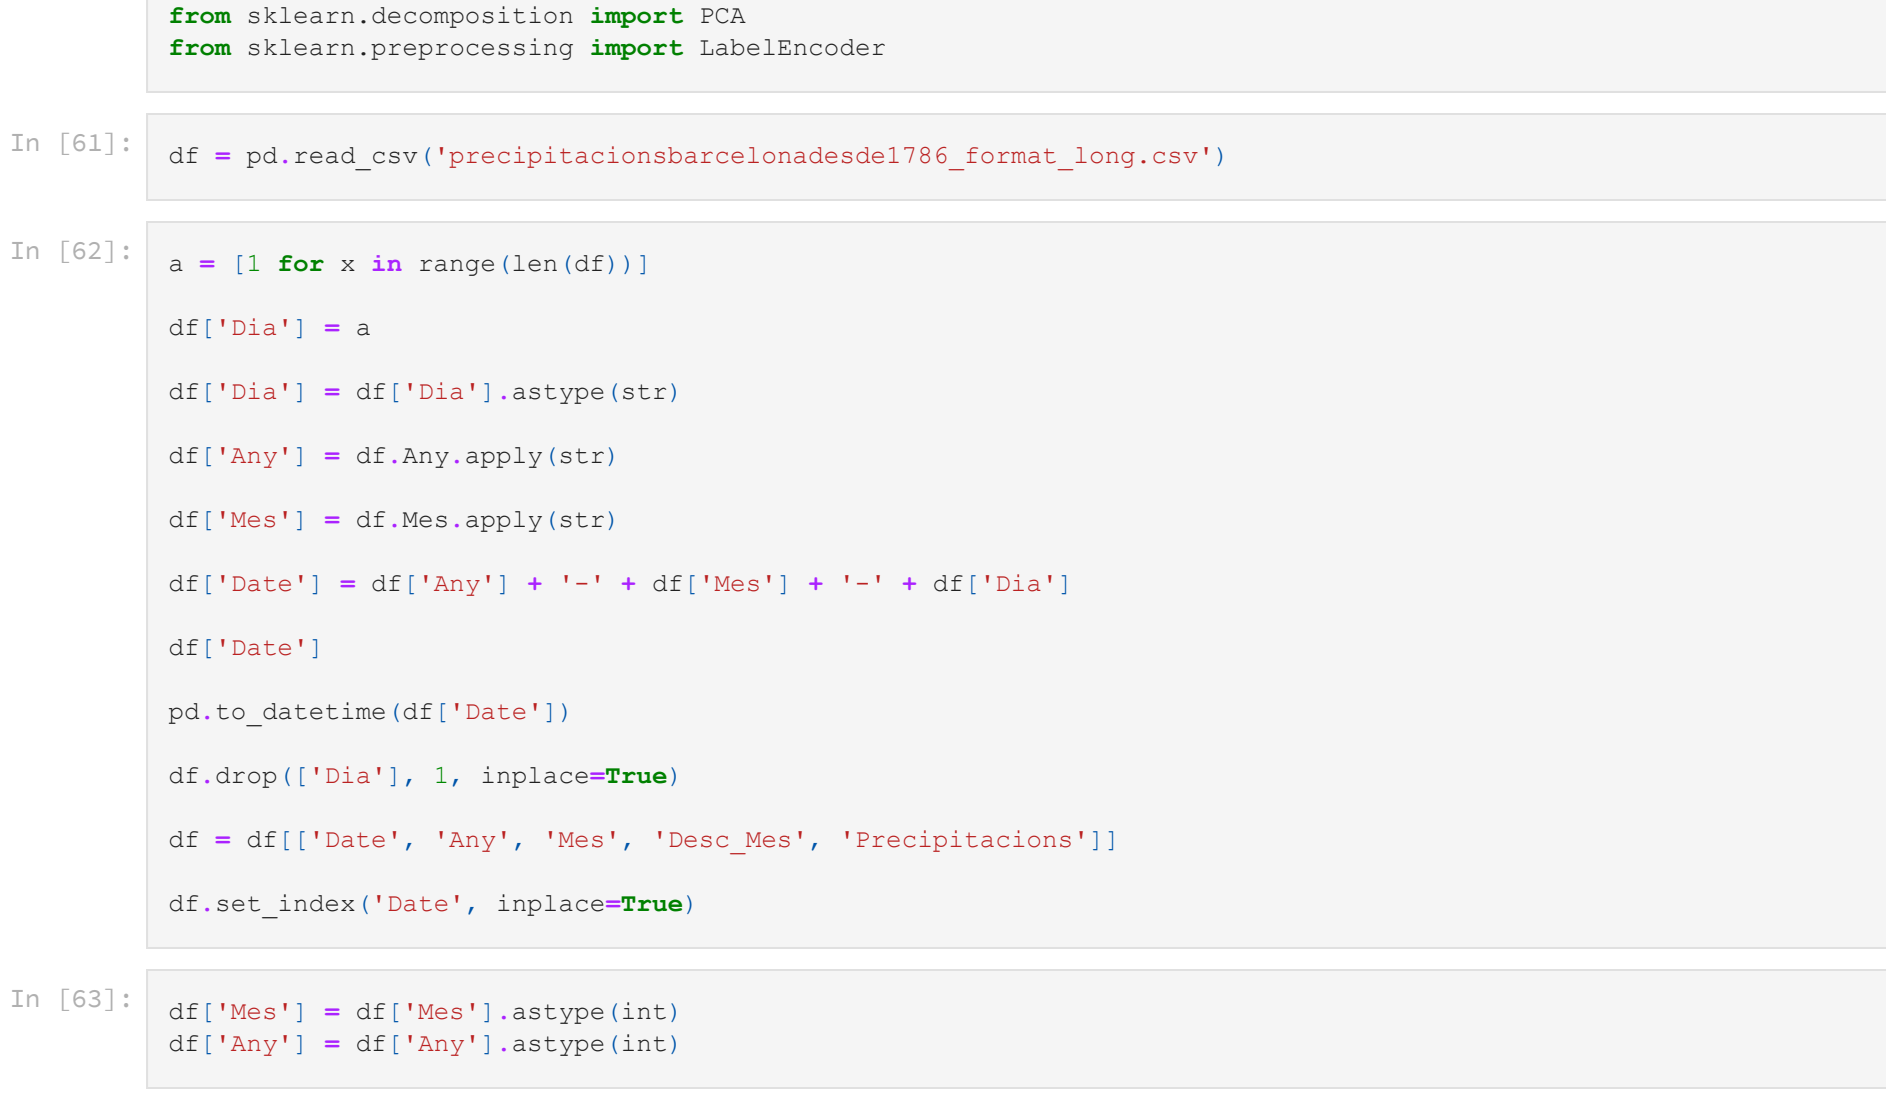 from sklearn.decomposition import PCA
from sklearn.preprocessing import LabelEncoder
In [61]:
df = pd.read_csv('precipitacionsbarcelonadesde1786_format_long.csv')
In [62]:
a = [1 for x in range(len(df))]
df['Dia'] = a
df['Dia'] = df['Dia'].astype(str)
df['Any'] = df.Any.apply(str)
df['Mes'] = df.Mes.apply(str)
df['Date'] = df['Any'] + '-' + df['Mes'] + '-' + df['Dia']
df['Date']
pd.to_datetime(df['Date'])
df.drop(['Dia'], 1, inplace=True)
df = df[['Date', 'Any', 'Mes', 'Desc_Mes', 'Precipitacions']]
df.set_index('Date', inplace=True)
In [63]:
df['Mes'] = df['Mes'].astype(int)
df['Any'] = df['Any'].astype(int)